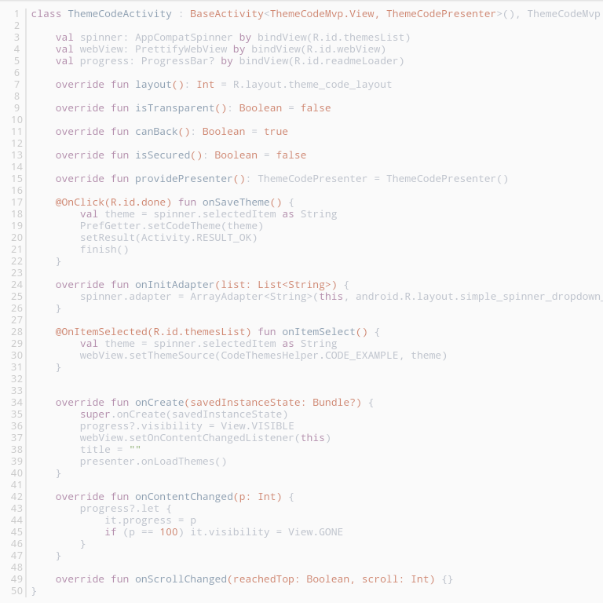 1 class ThemeCodeActivity : BaseActivity<ThemeCodeMvp.View, ThemeCodePresenter>(), ThemeCodeMvp
2
3 val spinner: AppCompatSpinner by bindView(R.id.themesList)
4 val webView: PrettifyWebView by bindView(R.id.webView)
5 val progress: ProgressBar? by bindView(R.id.readmeLoader)
6
7 override fun layout(): Int = R.layout.theme_code_layout
8
9 override fun isTransparent(): Boolean = false
10
11 override fun canBack(): Boolean = true
12
13 override fun isSecured(): Boolean = false
14
15 override fun providePresenter(): ThemeCodePresenter = ThemeCodePresenter()
16
17 @OnClick(R.id.done) fun onSaveTheme() {
18 val theme = spinner.selectedItem as String
19 PrefGetter.setCodeTheme(theme)
20 setResult(Activity.RESULT_OK)
21 finish()
22 }
23
24 override fun onInitAdapter(list: List<String>) {
25 spinner.adapter = ArrayAdapter<String>(this, android.R.layout.simple_spinner_dropdown_
26 }
27
28 @OnItemSelected(R.id.themesList) fun onItemSelect() {
29 val theme = spinner.selectedItem as String
30 webView.setThemeSource(CodeThemesHelper.CODE_EXAMPLE, theme)
31 }
32
33
34 override fun onCreate(savedInstanceState: Bundle?) {
35 super.onCreate(savedInstanceState)
36 progress?.visibility = View.VISIBLE
37 webView.setOnContentChangedListener(this)
38 title = ""
39 presenter.onLoadThemes()
40 }
41
42 override fun onContentChanged(p: Int) {
43 progress?.let {
44 it.progress = p
45 if (p == 100) it.visibility = View.GONE
46 }
47 }
48
49 override fun onScrollChanged(reachedTop: Boolean, scroll: Int) {}
50 }